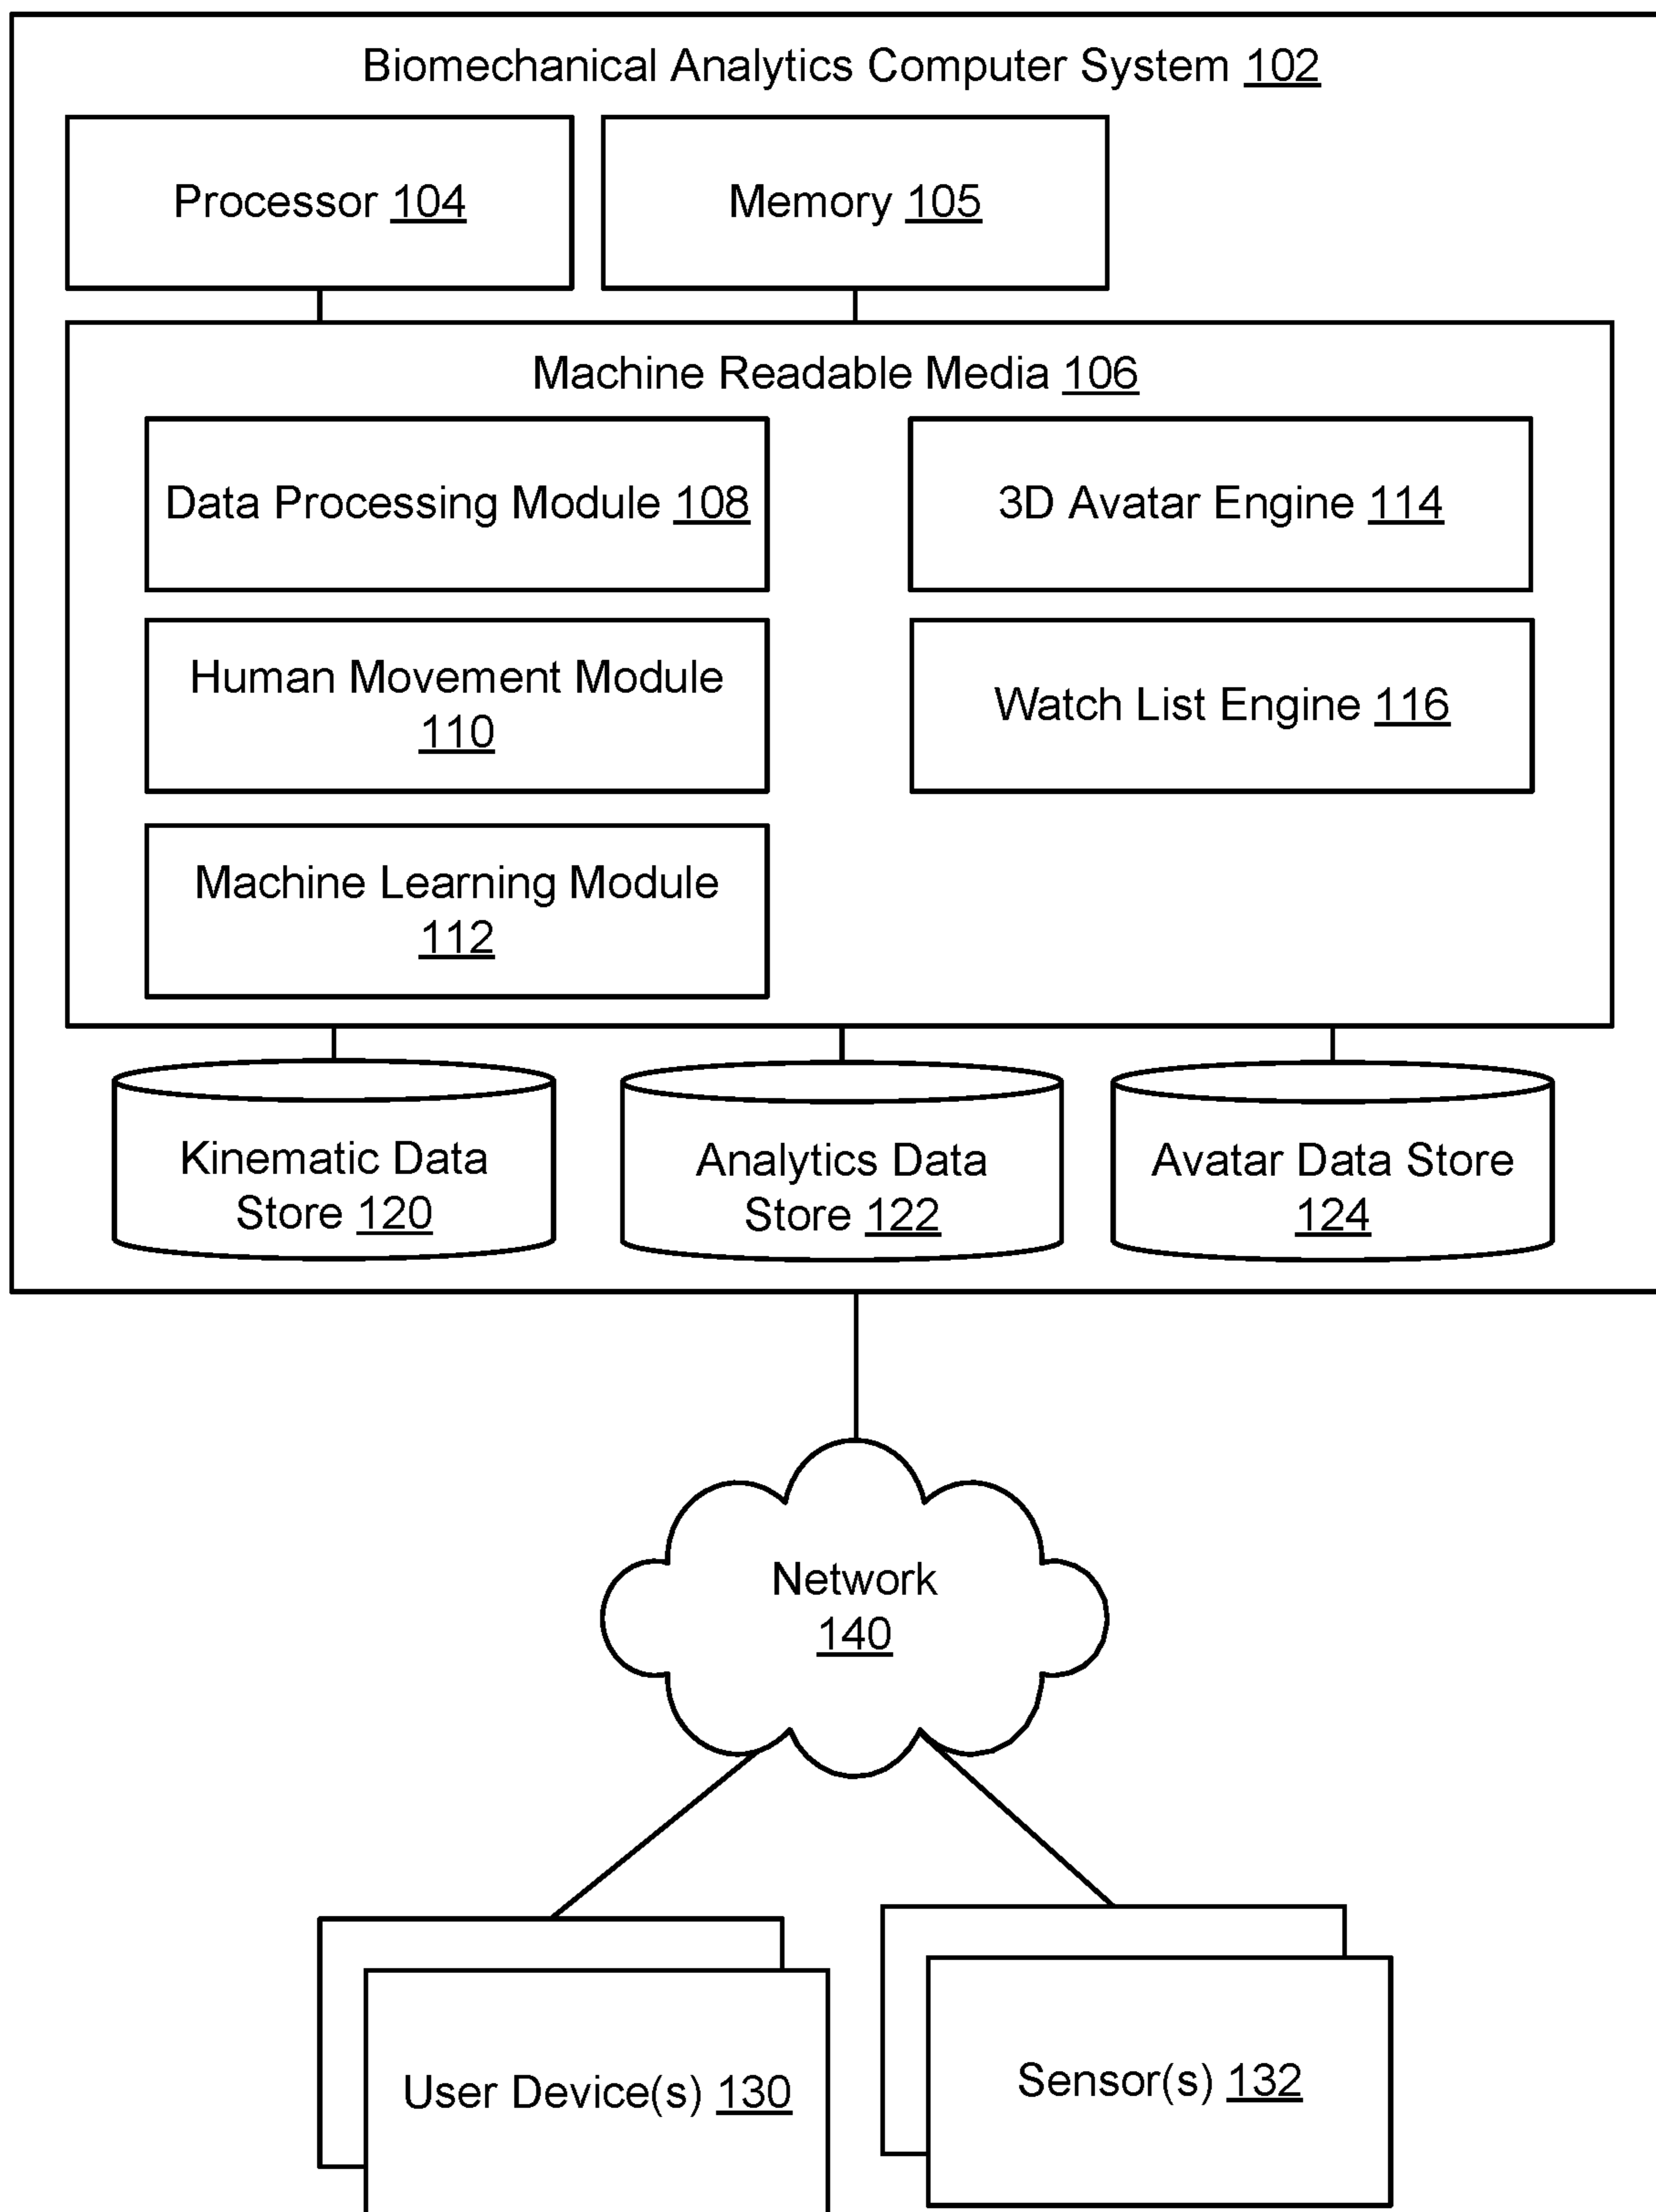 Biomechanical Analytics Computer System 102
Processor 104
Memory 105
Machine Readable Media 106
Data Processing Module 108
3D Avatar Engine 114
Human Movement Module
110
Watch List Engine 116
Machine Learning Module
112
Kinematic Data
Store 120
Analytics Data
Store 122
Avatar Data Store
124
Network
140
User Device(s) 130
Sensor(s) 132